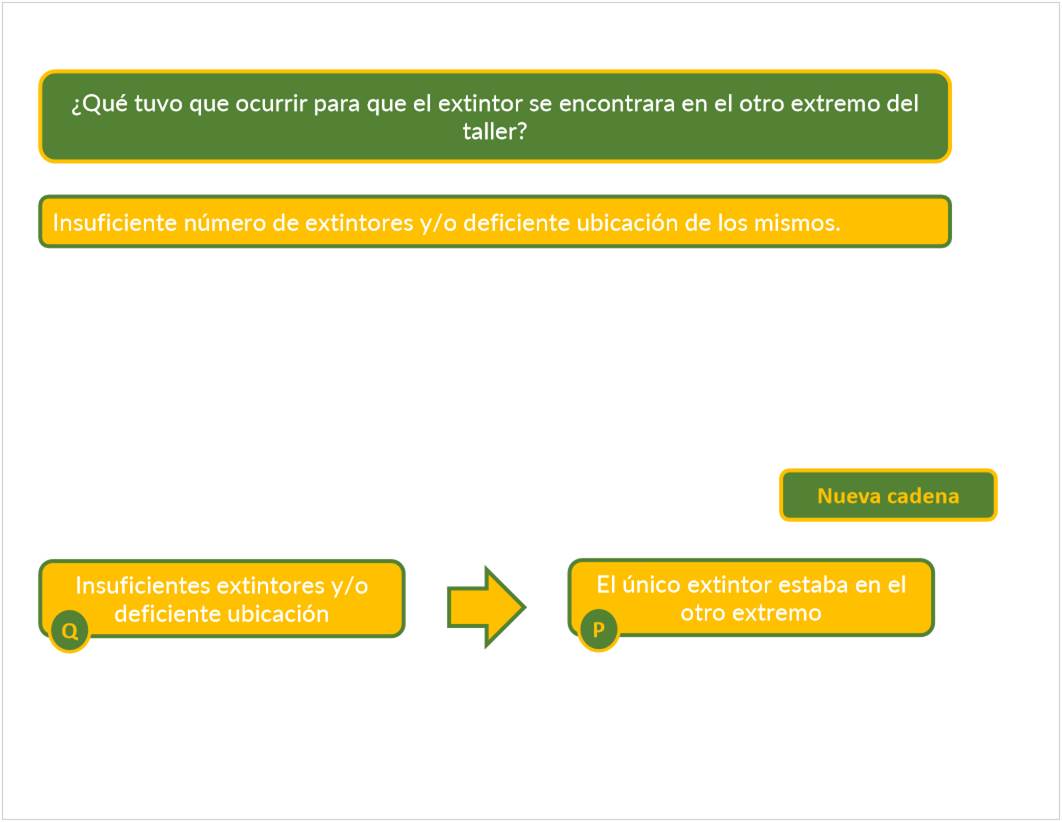 ¿Qué tuvo que ocurrir para que el extintor se encontrara en el otro extremo del
taller?
Insuficiente número de extintores y/o deficiente ubicación de los mismos.
Nueva cadena
Insuficientes extintores y/o
deficiente ubicación
Q
El único extintor estaba en el
otro extremo
P